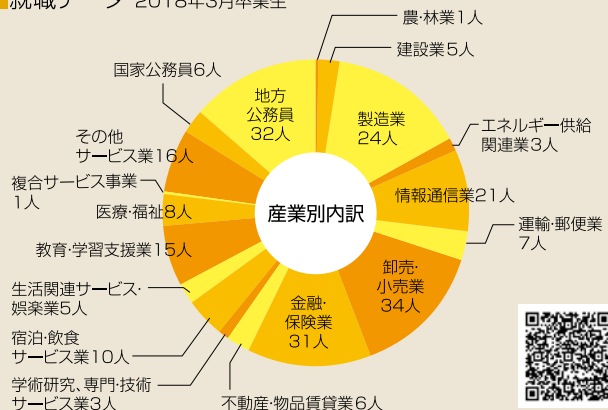 就職データ 2018年3月卒業生
農・林業1人
建設業5人
製造業
24人
エネルギー供給
関連業3人
情報通信業21人
運輸・郵便業
7人
卸売・
小売業
34人
金融・
保険業
31人
不動産・物品賃貸業6人
学術研究、専門・技術
サービス業3人
宿泊・飲食
サービス業10人
生活関連サービス・
娯楽業5人
教育・学習支援業15人
医療・福祉8人
複合サービス事業
1人
その他
サービス業16人
国家公務員6人
地方
公務員
32人
産業別内訳